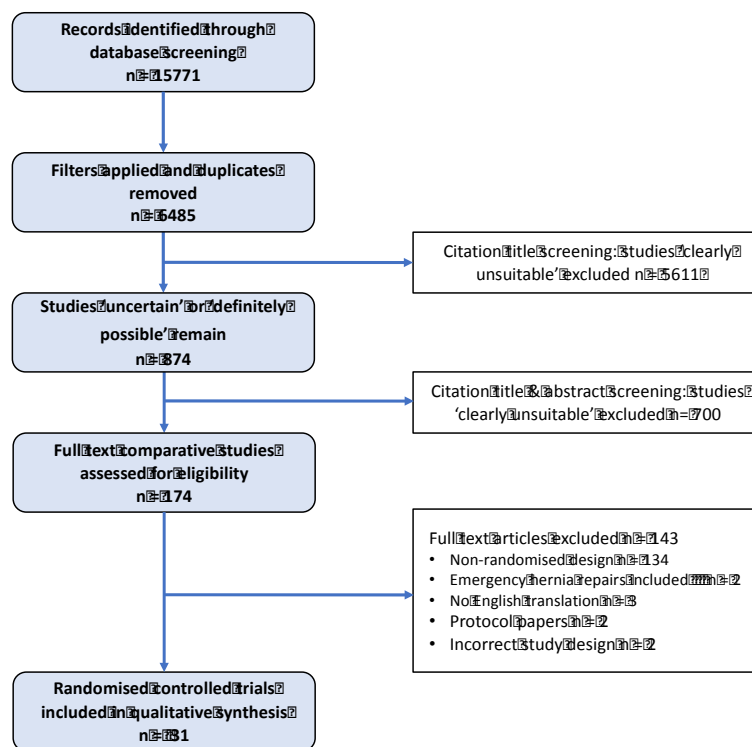 Records identified through
database screening
n = 15771
Filters applied and duplicates
removed
n = 6485
Citation title screening: studies 'clearly
unsuitable' excluded n = 5611
Studies 'uncertain' or 'definitely
possible' remain
n = 874
Citation title & abstract screening: studies
'clearly unsuitable' excluded n= 700
Full text comparative studies
assessed for eligibility
n = 174
Full text articles excluded n = 143
• Non-randomised design n = 134
• Emergency hernia repairs included n = 2
• No English translation n = 3
• Protocol papers n = 2
• Incorrect study design n = 2
Randomised controlled trials
included in qualitative synthesis
n = 31